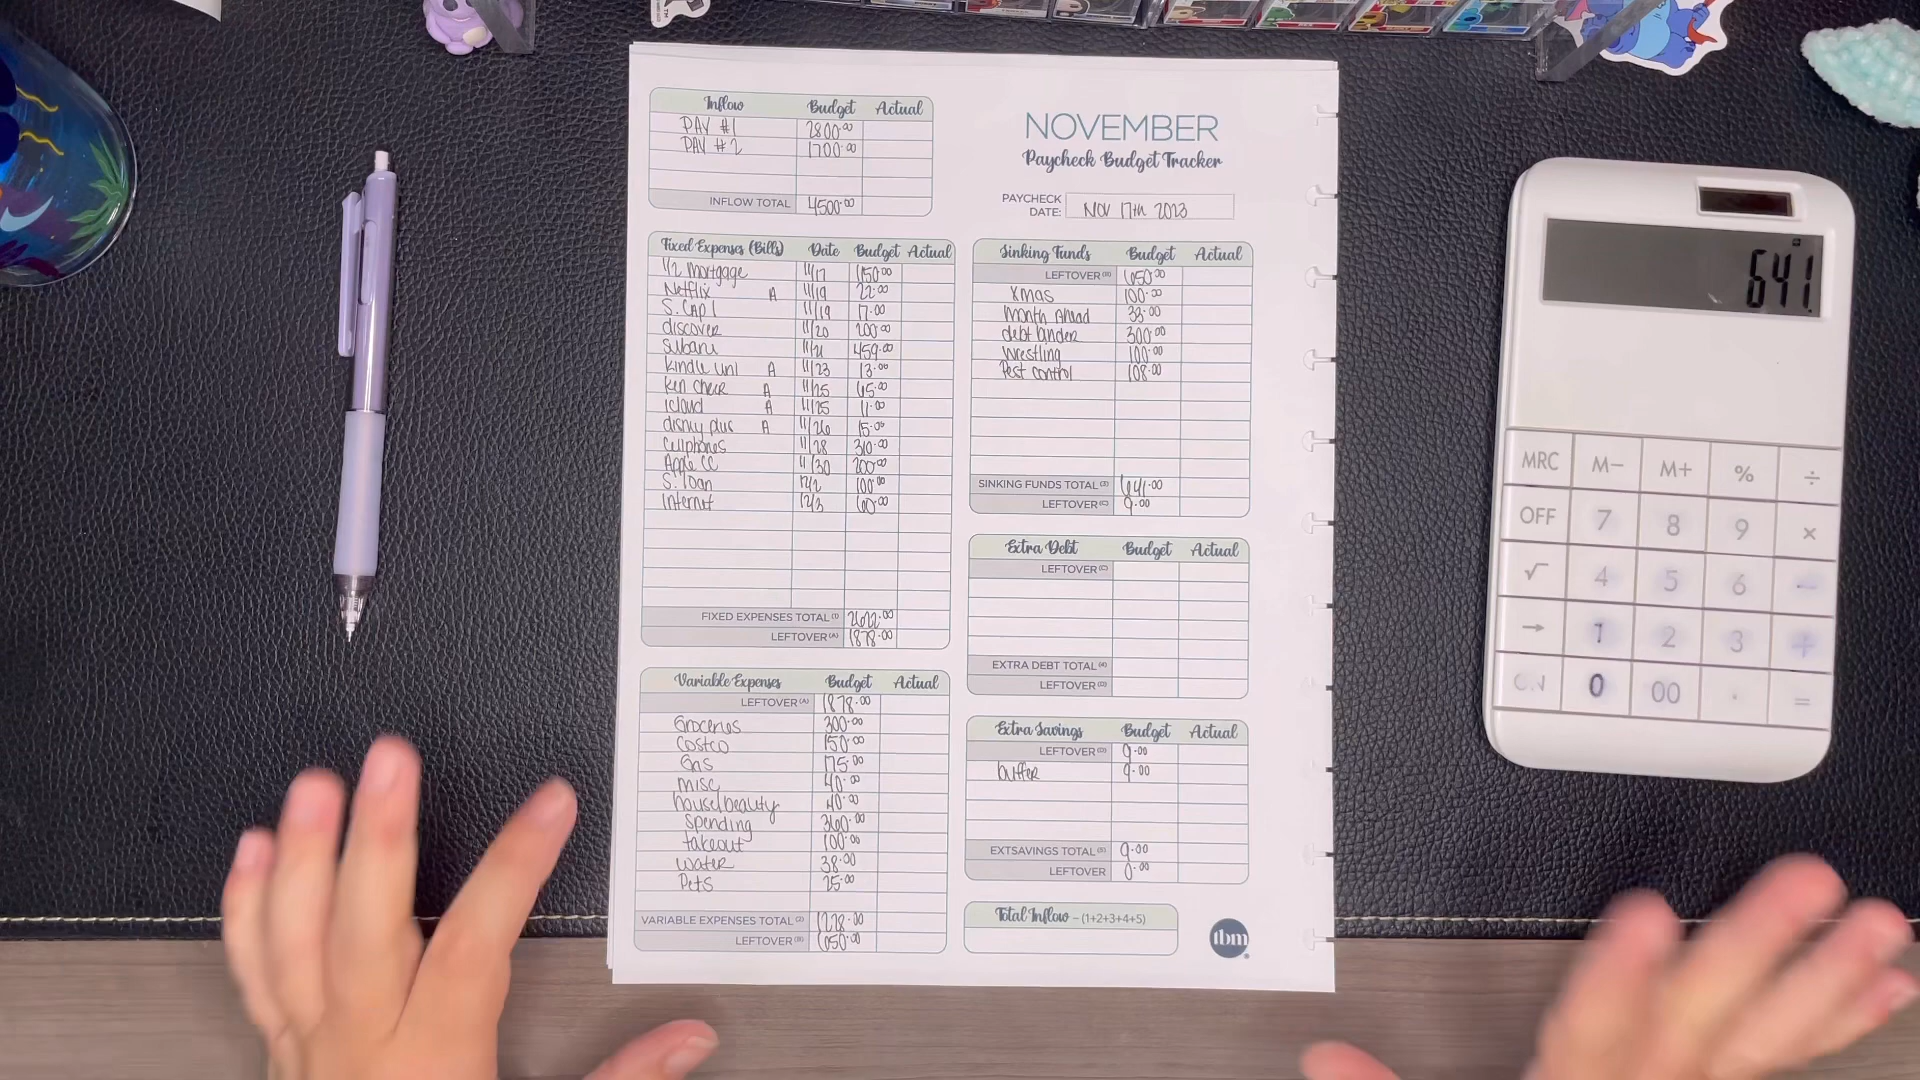 NOVEMBER
Paycheck Budget Tracker
PAYCHECK DATE: NOV 17th 2023
Inflow Budget Actual
PAY #1 2800.00
PAY #2 1700.00
INFLOW TOTAL 4500.00
Fixed Expenses (Bills) Date Budget Actual
1/2 mortgage 11/17 1150.00
Netflix A 11/19 22.00
S. Cap 1 11/19 17.00
discover 11/20 200.00
subaru 11/21 459.00
kindle unl A 11/23 13.00
ken check A 11/25 65.00
icloud A 11/25 11.00
disney plus A 11/26 15.00
cellphones 11/28 310.00
Apple CC 11/30 200.00
S. loan 12/2 100.00
Internet 12/3 60.00
FIXED EXPENSES TOTAL (1) 2622.00
LEFTOVER (A) 1878.00
Variable Expenses Budget Actual
LEFTOVER (A) 1878.00
Groceries 300.00
Costco 150.00
Gas 175.00
misc 40.00
house/beauty 40.00
spending 360.00
takeout 100.00
water 38.00
Pets 25.00
VARIABLE EXPENSES TOTAL (2) 1228.00
LEFTOVER (B) 650.00
Sinking Funds Budget Actual
LEFTOVER (B) 650.00
Xmas 100.00
Month Ahead 33.00
debt binder 300.00
Wrestling 100.00
Pest control 108.00
SINKING FUNDS TOTAL (3) 641.00
LEFTOVER (C) 9.00
Extra Debt Budget Actual
LEFTOVER (C)
EXTRA DEBT TOTAL (4)
LEFTOVER (D)
Extra Savings Budget Actual
LEFTOVER (D) 9.00
buffer 9.00
EXTSAVINGS TOTAL (5) 9.00
LEFTOVER 0.00
Total Inflow - (1+2+3+4+5)
tbm
641.
MRC M- M+ % ÷
OFF 7 8 9 ×
√ 4 5 6 -
→ 1 2 3 +
ON 0 00 . =